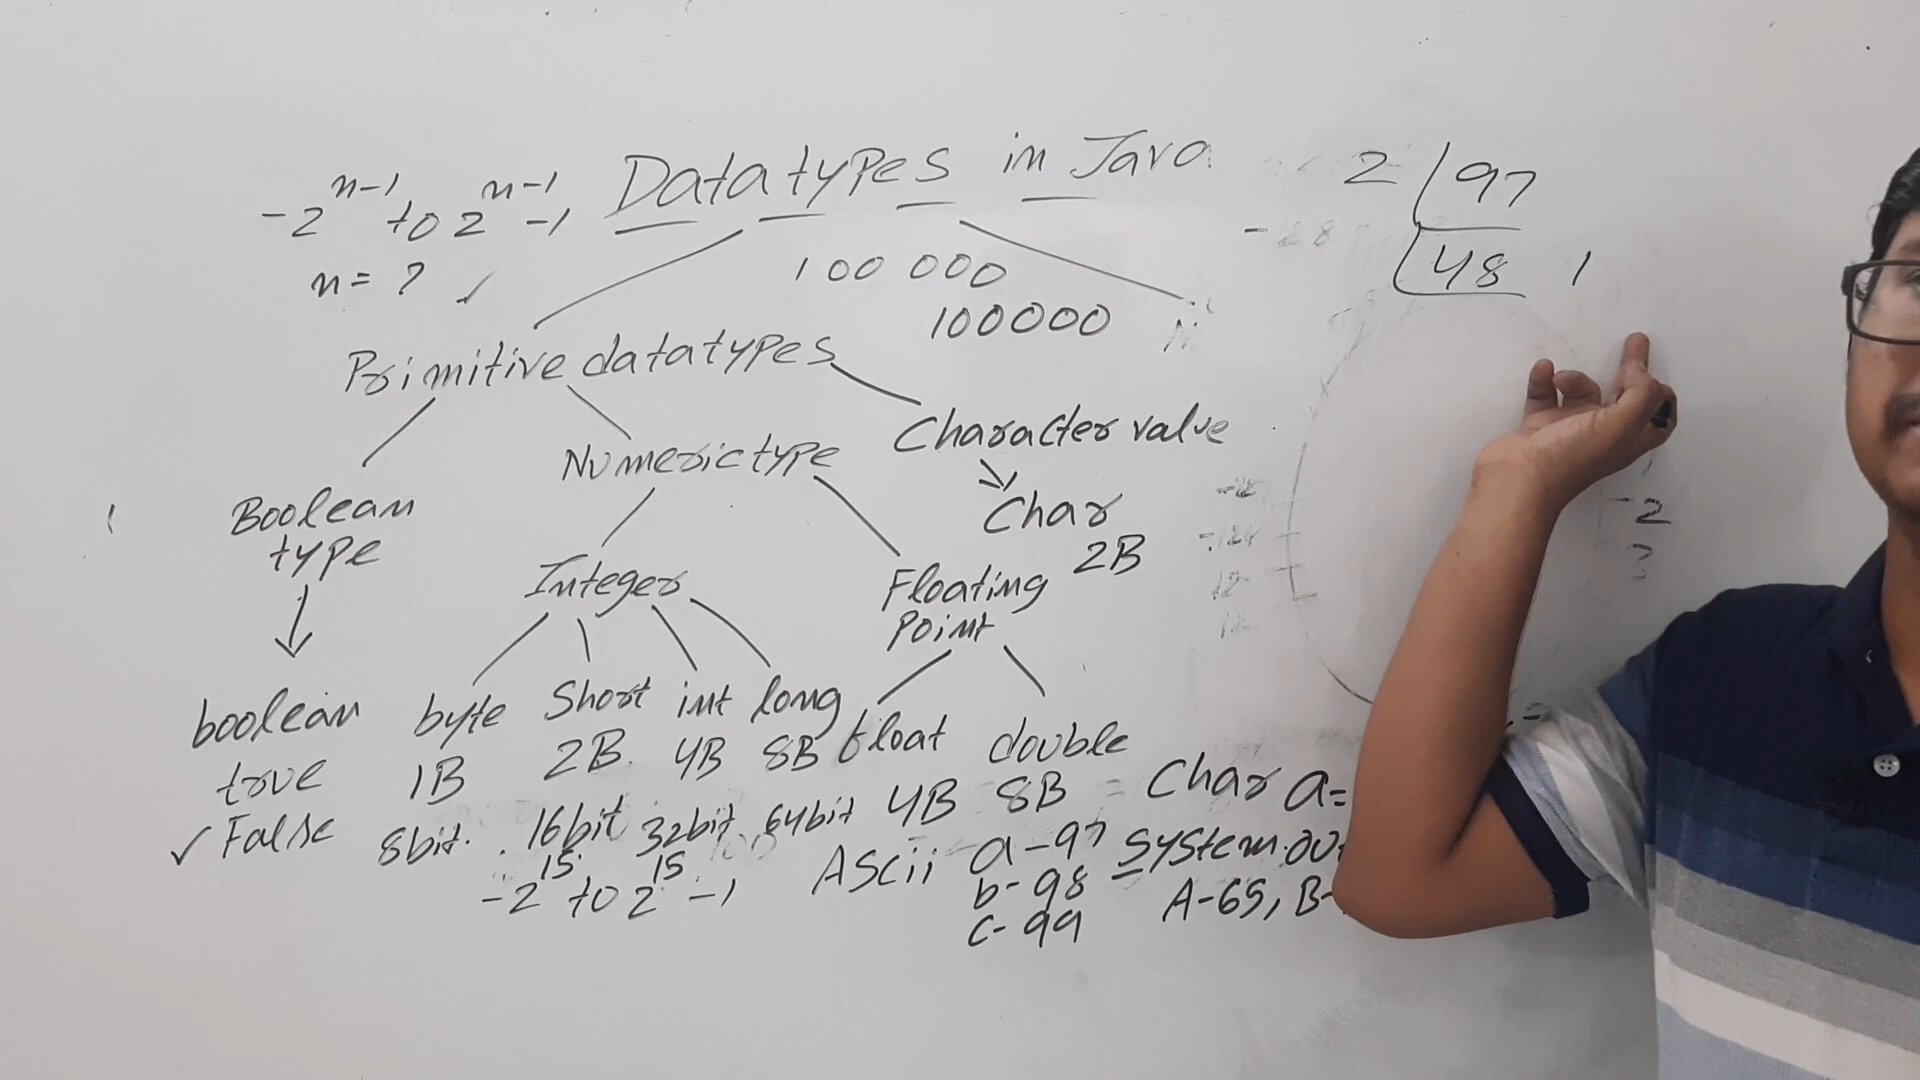 Datatypes in Java
-2^n-1 to 2^n-1 -1
n = ? ✓
100 000
100000
2 | 97
48 1
Primitive datatypes
Boolean type
Numeric type
Character value
Char
2B
Integer
Floating
Point
-2
3
boolean
true
✓ False
byte
1B
8bit.
Short
2B.
16bit
int
4B
32bit
long
8B
64bit
float
4B
double
8B
-2^15 to 2^15 -1
ASCii a-97
b-98
c-99
Char a=
System.ou
A-65, B-